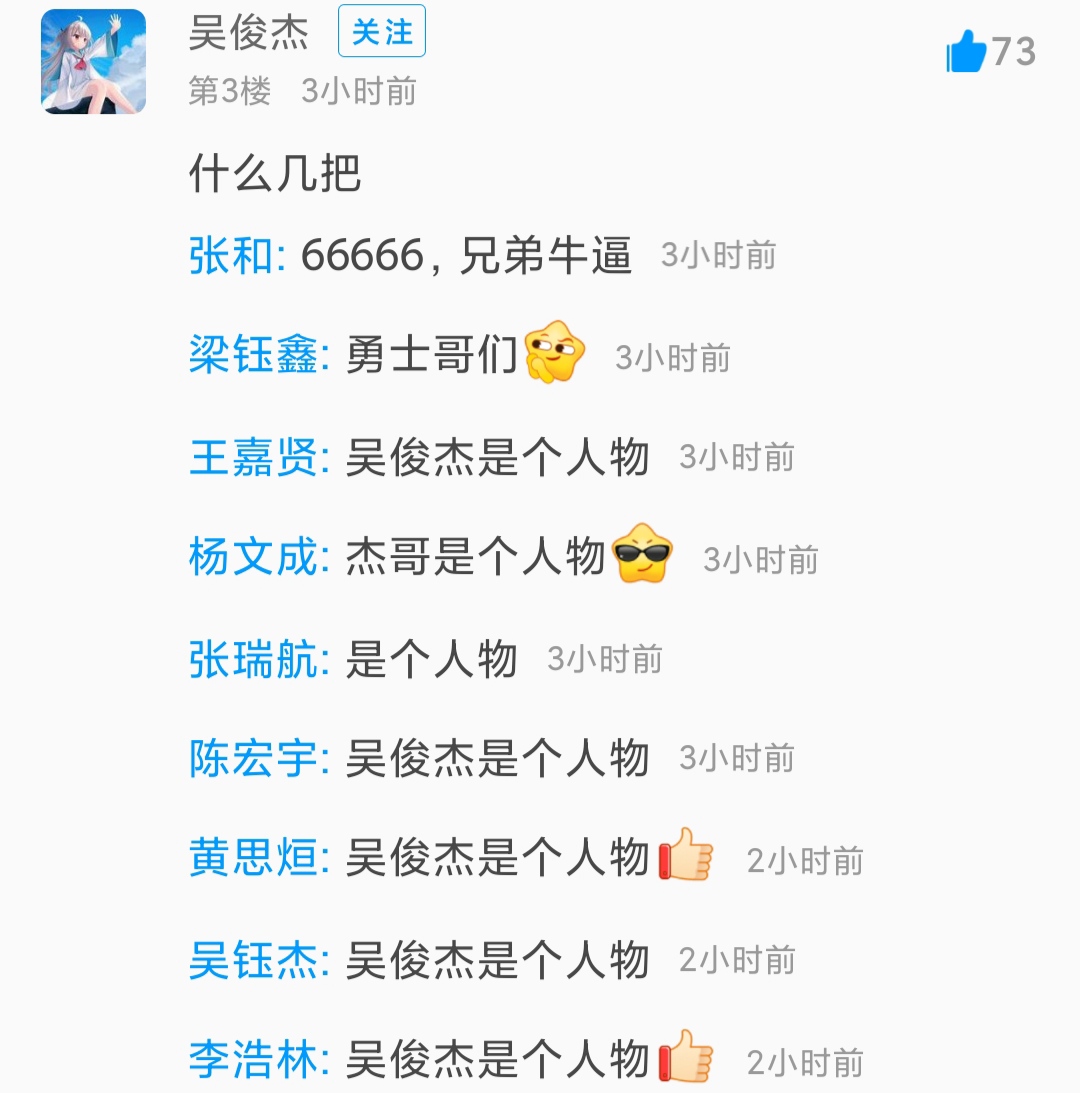 吴俊杰 关注 73
第3楼 3小时前
什么几把
张和: 66666, 兄弟牛逼 3小时前
梁钰鑫: 勇士哥们 3小时前
王嘉贤: 吴俊杰是个人物 3小时前
杨文成: 杰哥是个人物 3小时前
张瑞航: 是个人物 3小时前
陈宏宇: 吴俊杰是个人物 3小时前
黄思烜: 吴俊杰是个人物 2小时前
吴钰杰: 吴俊杰是个人物 2小时前
李浩林: 吴俊杰是个人物 2小时前